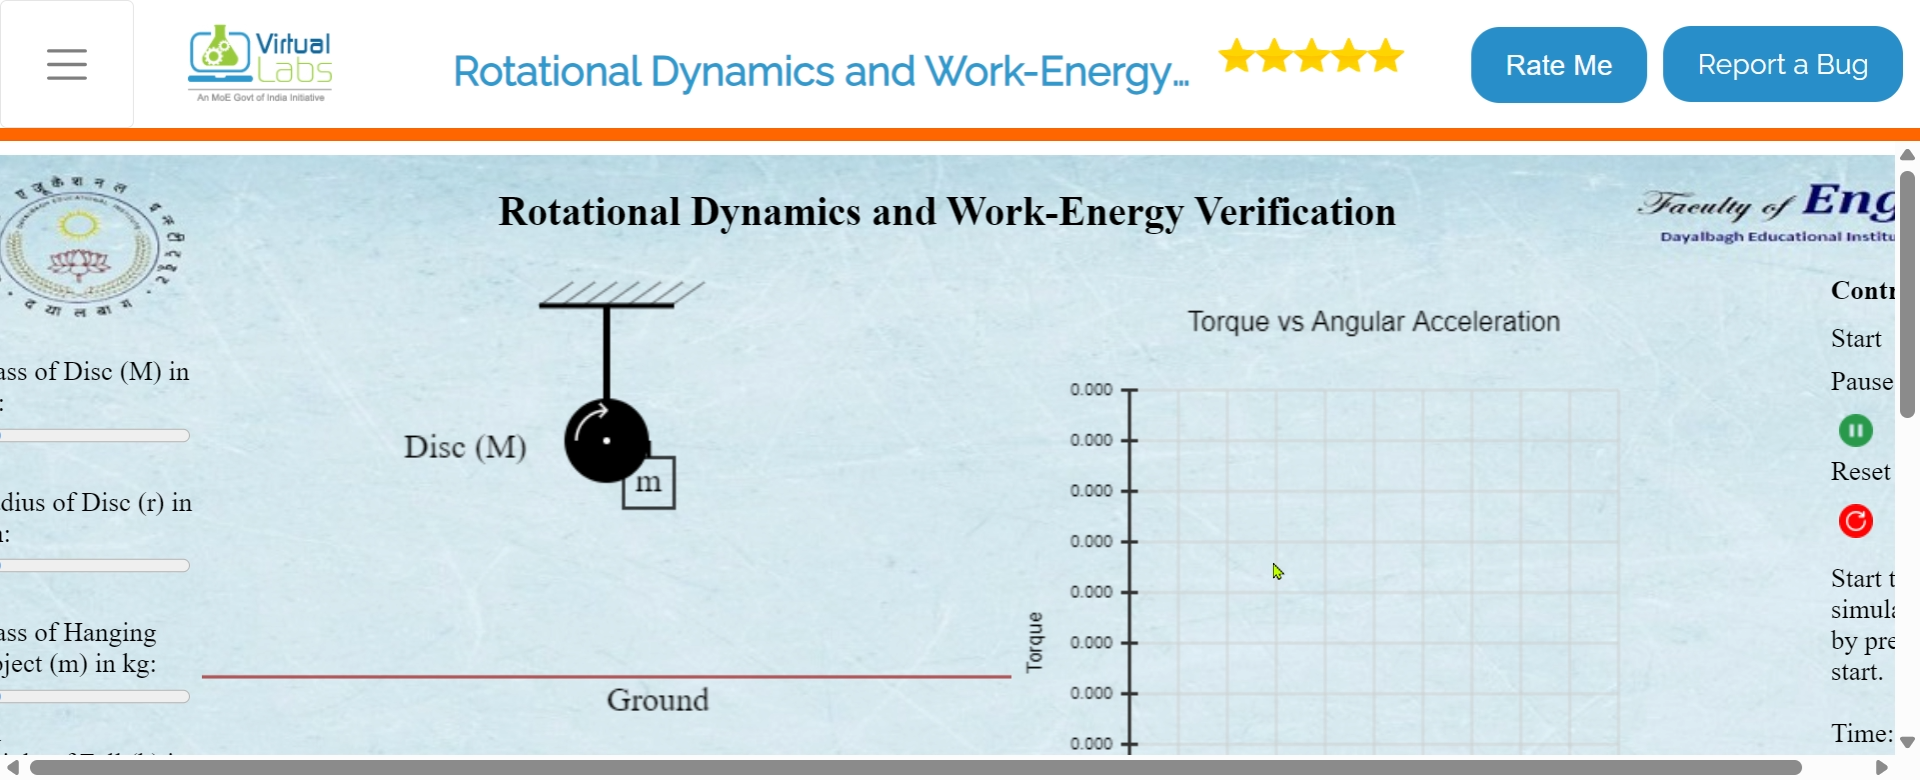 Virtual
Labs
An MoE Govt of India Initiative
Rotational Dynamics and Work-Energy...
Rate Me
Report a Bug
एजूकेशनल
दयालबाग
Rotational Dynamics and Work-Energy Verification
Faculty of Eng
Dayalbagh Educational Institu
ass of Disc (M) in
:
dius of Disc (r) in
:
ass of Hanging
ject (m) in kg:
Disc (M)
m
Ground
Torque vs Angular Acceleration
0.000
0.000
0.000
0.000
0.000
0.000
0.000
0.000
Torque
Contr
Start
Pause
Reset
Start t
simula
by pre
start.
Time: